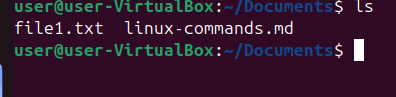 user@user-VirtualBox:~/Documents$ ls
file1.txt  linux-commands.md
user@user-VirtualBox:~/Documents$